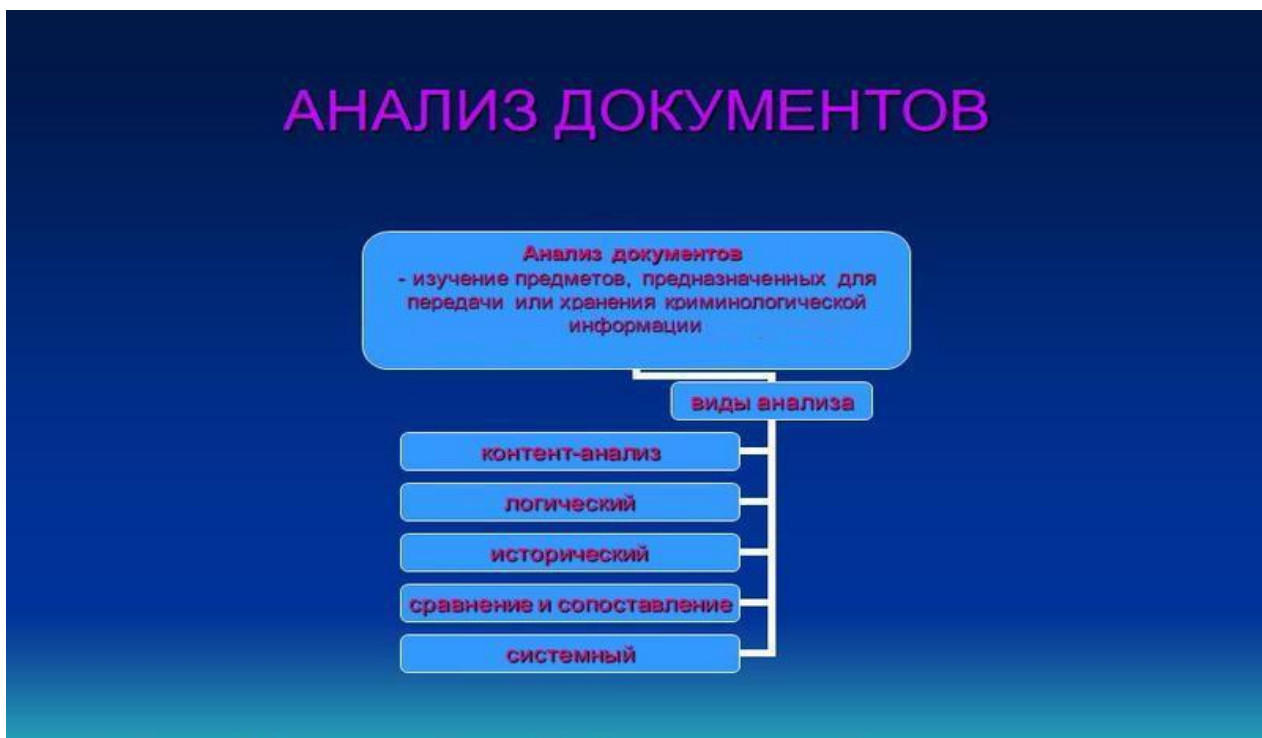 АНАЛИЗ ДОКУМЕНТОВ
Анализ документов
- изучение предметов, предназначенных для
передачи или хранения криминологической
информации
виды анализа
контент-анализ
логический
исторический
сравнение и сопоставление
системный